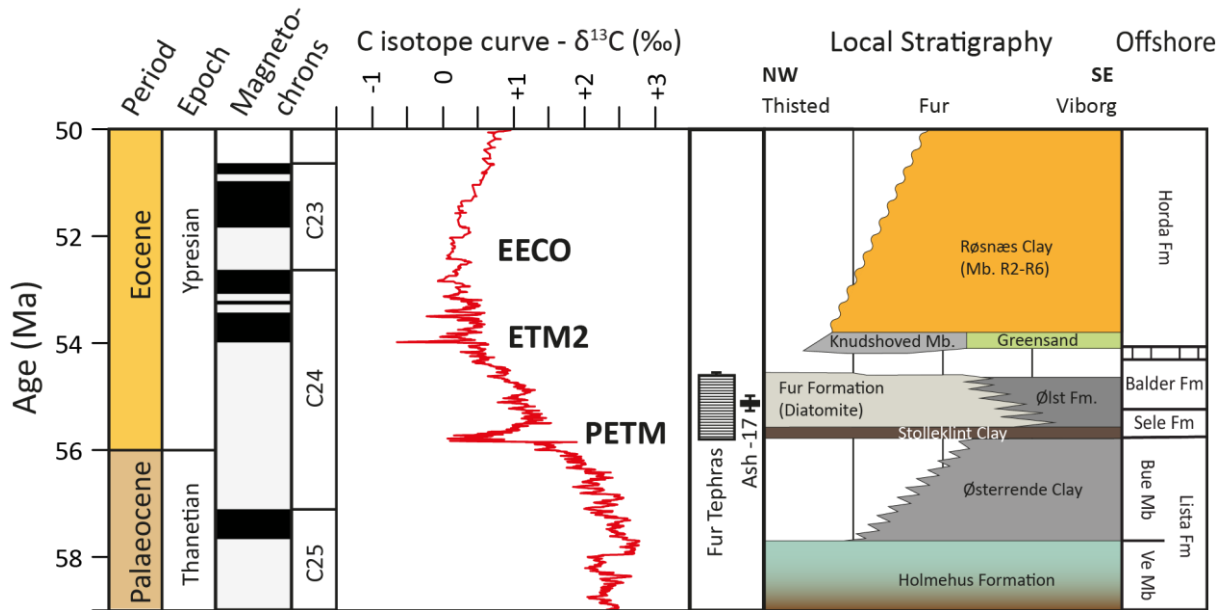 C isotope curve - δ¹³C (‰)
Local Stratigraphy
Offshore
Period
Epoch
Magneto-
chrons
-1
0
+1
+2
+3
NW
SE
Thisted
Fur
Viborg
Age (Ma)
50
52
54
56
58
Eocene
Palaeocene
Ypresian
Thanetian
C23
C24
C25
EECO
ETM2
PETM
Fur Tephras
Ash -17
Røsnæs Clay
(Mb. R2-R6)
Knudshoved Mb.
Greensand
Fur Formation
(Diatomite)
Ølst Fm.
Stolleklint Clay
Østerrende Clay
Holmehus Formation
Horda Fm
Balder Fm
Sele Fm
Bue Mb
Lista Fm
Ve Mb